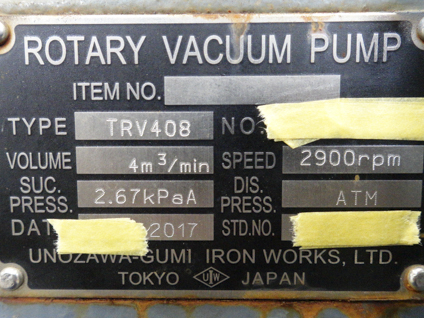 ROTARY VACUUM PUMP
ITEM NO.
TYPE TRV408 NO.
VOLUME 4m³/min SPEED 2900rpm
SUC. PRESS. 2.67kPaA DIS. PRESS. ATM
DAT 2017 STD.NO.
UNOZAWA-GUMI IRON WORKS, LTD.
TOKYO UIW JAPAN